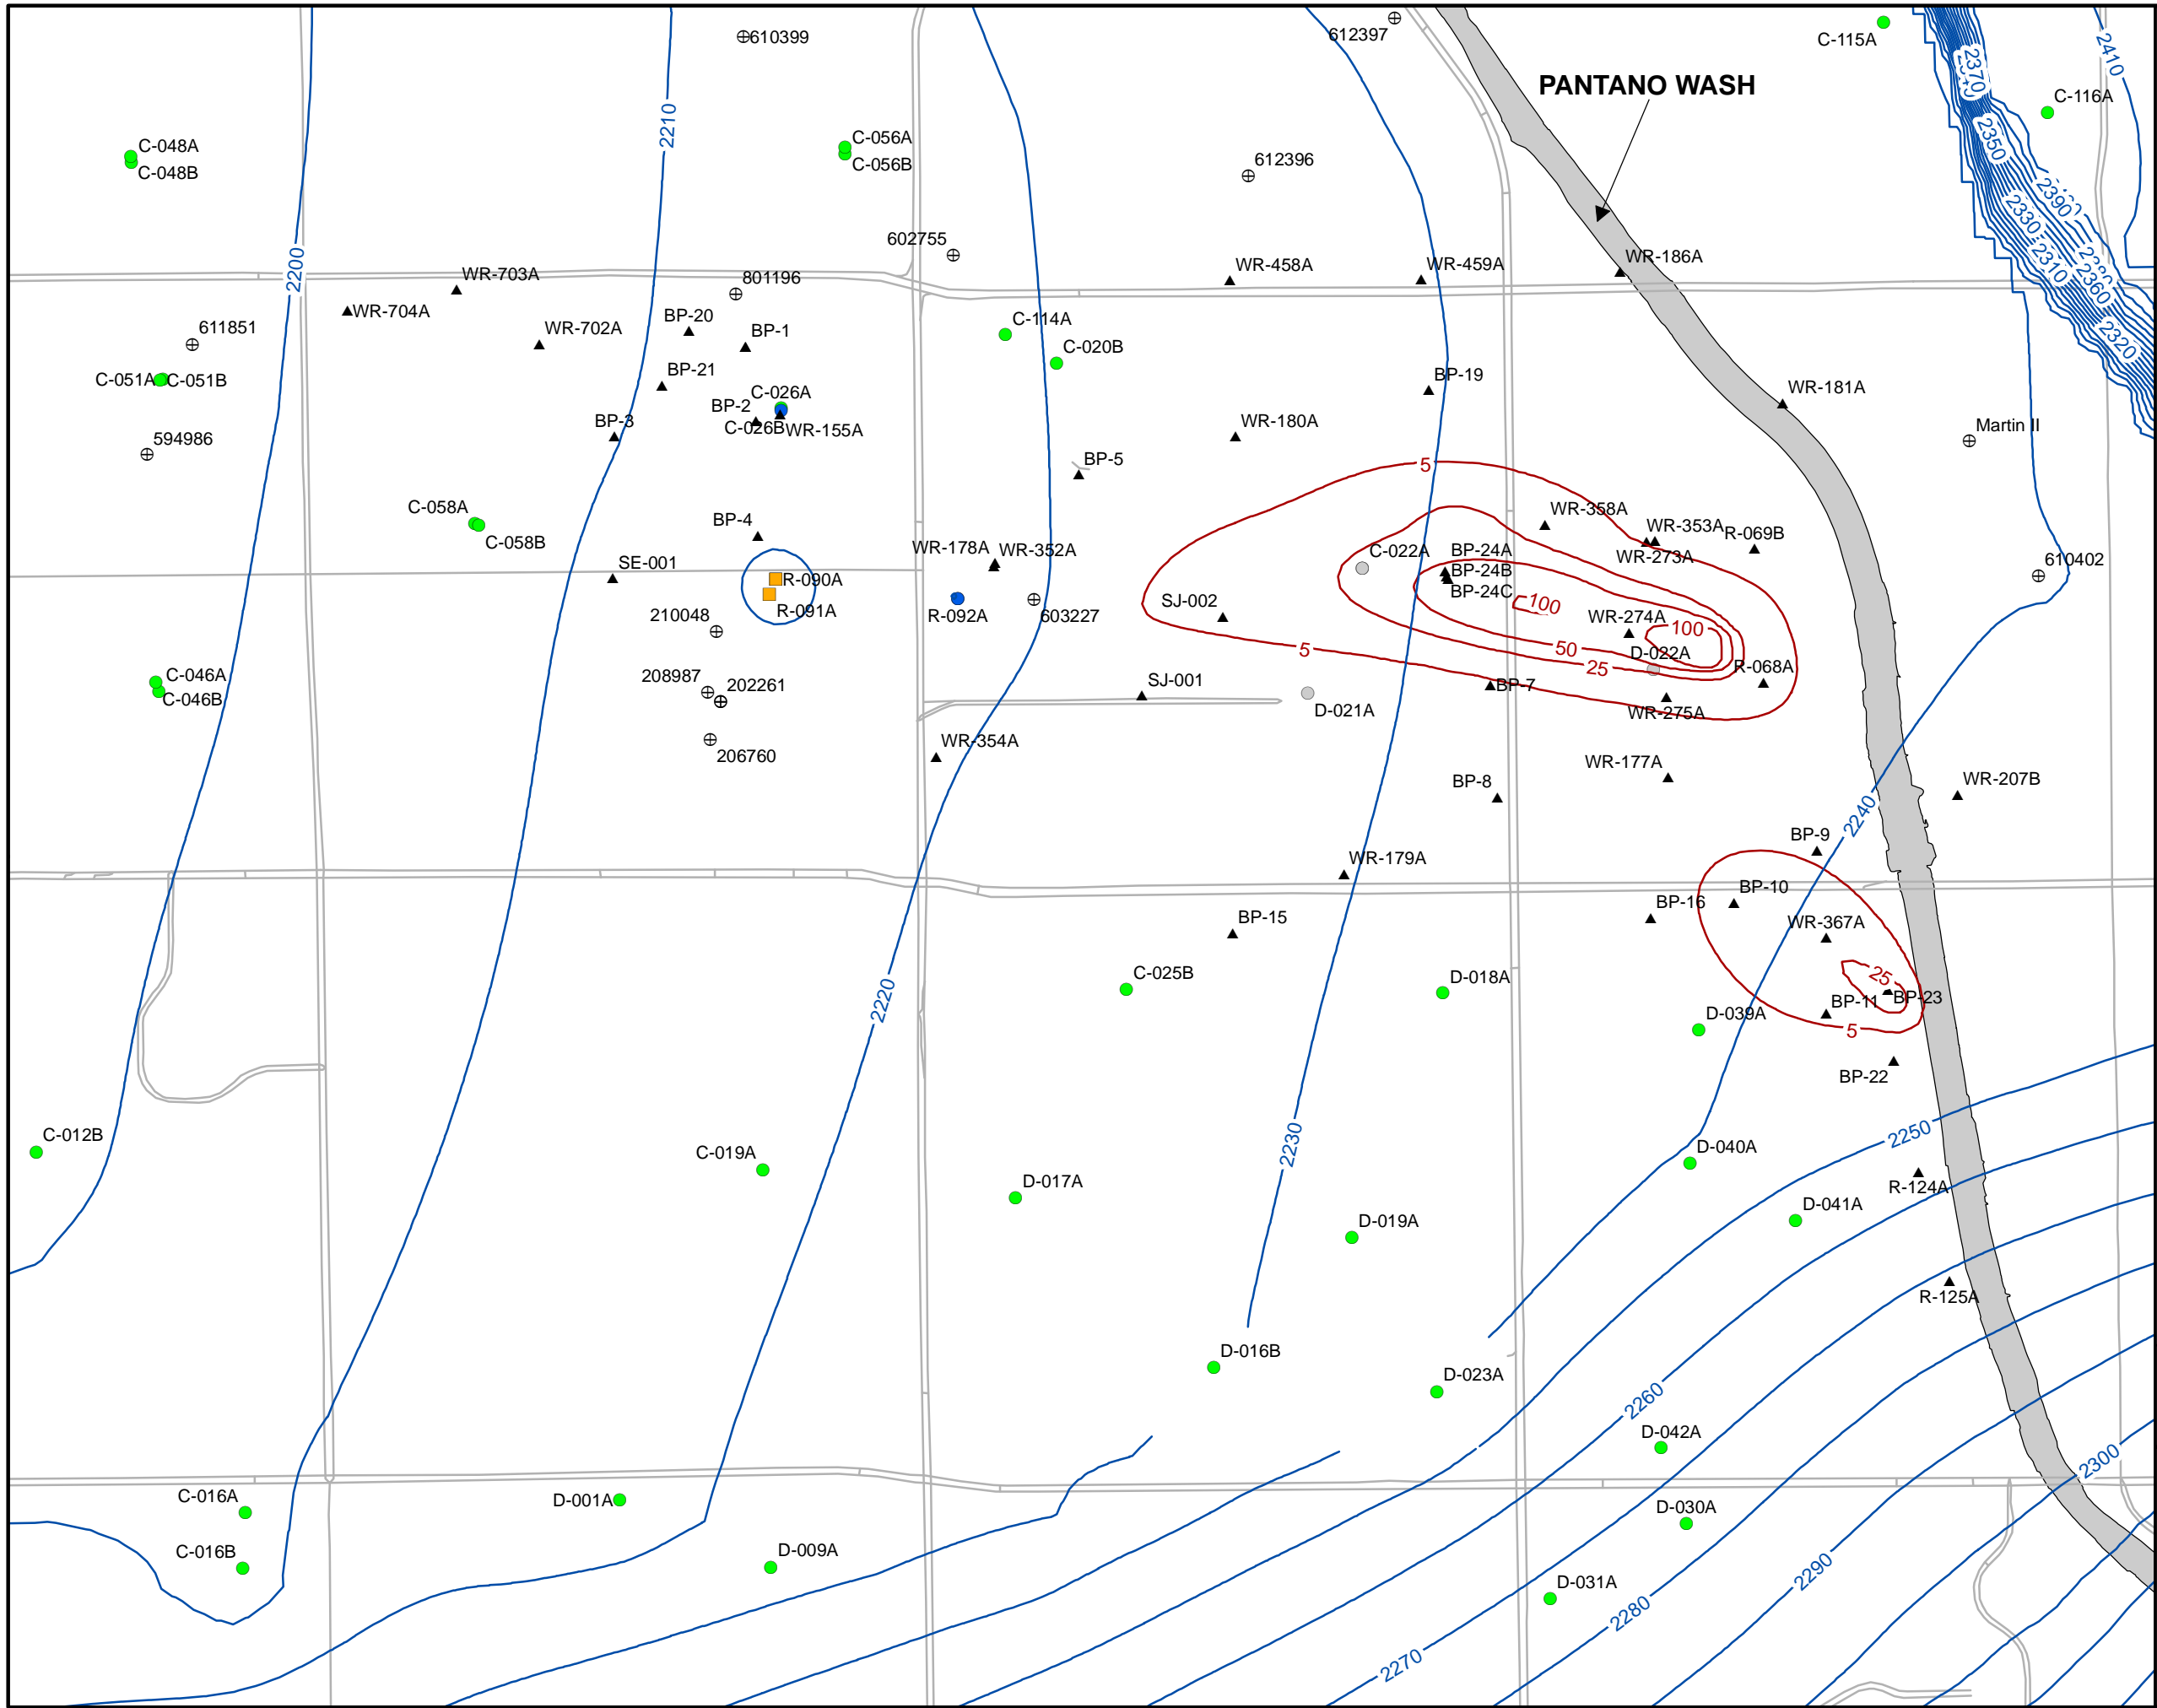 610399
612397
C-115A
2410
2370
PANTANO WASH
C-116A
2210
C-048A
C-048B
C-056A
C-056B
612396
2350
2390
2330
2310
2360
2320
602755
2200
WR-703A
801196
WR-458A
WR-459A
WR-186A
WR-704A
611851
WR-702A
BP-20
BP-1
C-114A
C-020B
C-051A
C-051B
BP-21
C-026A
BP-2
C-026B
WR-155A
BP-19
WR-181A
594986
BP-3
WR-180A
Martin II
BP-5
5
C-058A
C-058B
BP-4
WR-358A
WR-353A
R-069B
WR-273A
WR-178A
WR-352A
C-022A
BP-24A
BP-24B
BP-24C
610402
SE-001
R-090A
R-091A
R-092A
603227
SJ-002
100
WR-274A
100
210048
5
50
25
D-022A
R-068A
C-046A
C-046B
208987
202261
SJ-001
D-021A
BP-7
WR-275A
206760
WR-354A
WR-177A
BP-8
WR-207B
2240
BP-9
WR-179A
BP-10
BP-16
BP-15
WR-367A
C-025B
D-018A
25
2220
BP-11
BP-23
D-039A
5
BP-22
C-012B
2230
2250
C-019A
D-040A
D-017A
R-124A
D-041A
D-019A
R-125A
D-016B
D-023A
2260
D-042A
2300
C-016A
D-001A
D-030A
C-016B
D-009A
D-031A
2290
2280
2270